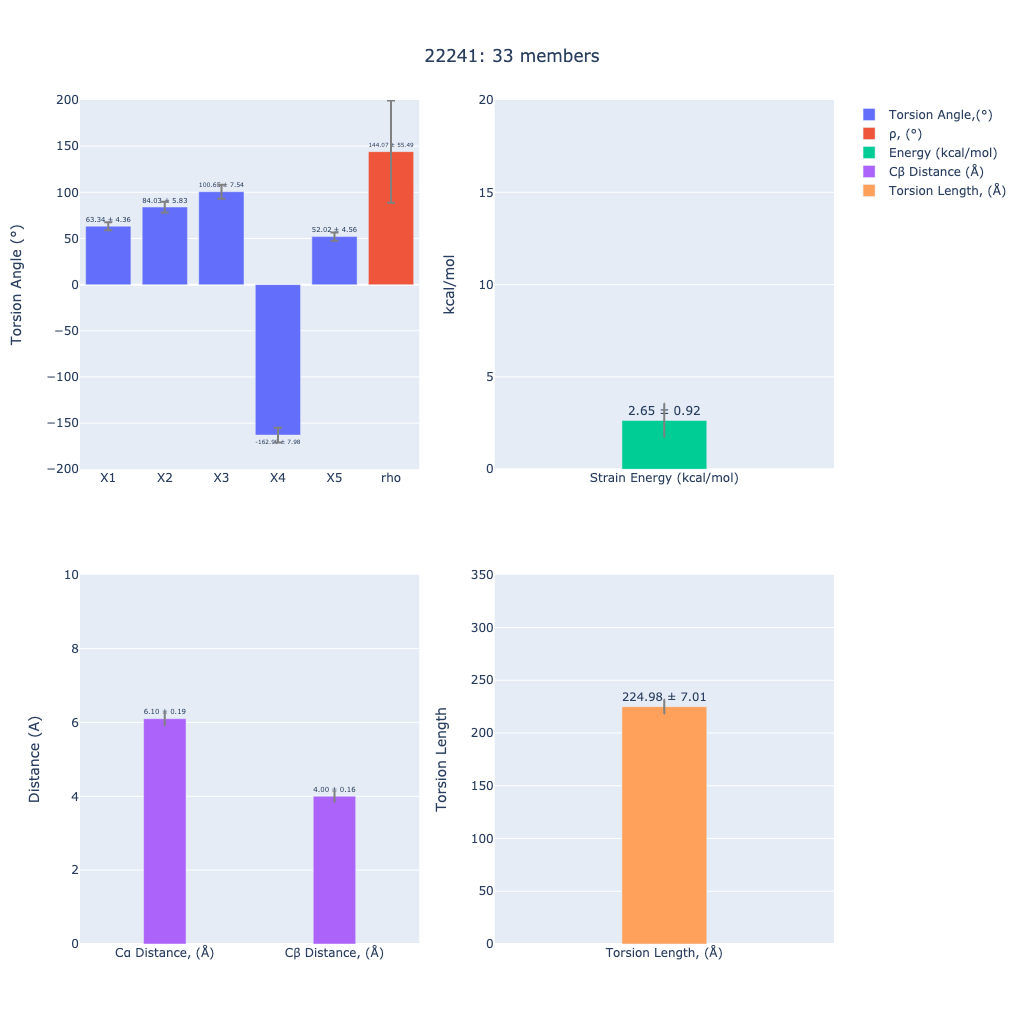 22241: 33 members
Torsion Angle (°)
200
150
100
50
0
−50
−100
−150
−200
63.34 ± 4.36
84.03 ± 5.83
100.65 ± 7.54
52.02 ± 4.56
144.07 ± 55.49
X1
X2
X3
X4
X5
rho
kcal/mol
20
15
10
5
0
2.65 ± 0.92
Strain Energy (kcal/mol)
Torsion Angle,(°)
ρ, (°)
Energy (kcal/mol)
Cβ Distance (Å)
Torsion Length, (Å)
Distance (A)
10
8
6
4
2
0
6.10 ± 0.19
4.00 ± 0.16
Cα Distance, (Å)
Cβ Distance, (Å)
Torsion Length
350
300
250
200
150
100
50
0
224.98 ± 7.01
Torsion Length, (Å)